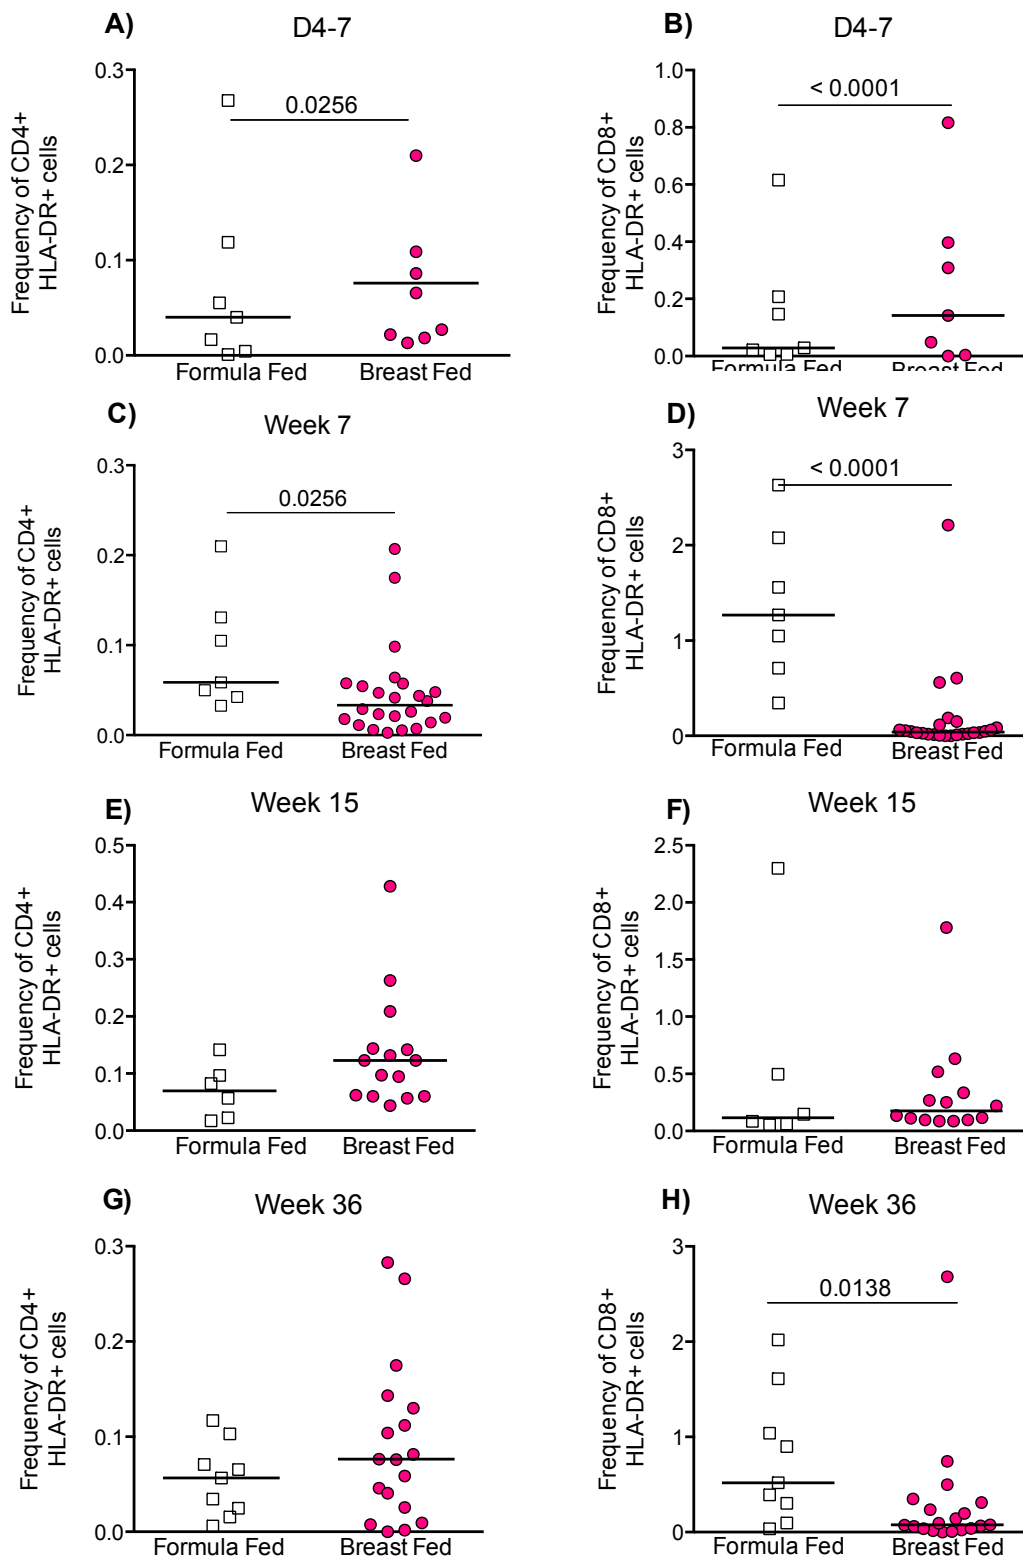 A)
D4-7
Frequency of CD4+
HLA-DR+ cells
0.3
0.2
0.1
0.0
0.0256
Formula Fed
Breast Fed
B)
D4-7
Frequency of CD8+
HLA-DR+ cells
1.0
0.8
0.6
0.4
0.2
0.0
< 0.0001
Formula Fed
Breast Fed
C)
Week 7
Frequency of CD4+
HLA-DR+ cells
0.3
0.2
0.1
0.0
0.0256
Formula Fed
Breast Fed
D)
Week 7
Frequency of CD8+
HLA-DR+ cells
3
2
1
0
< 0.0001
Formula Fed
Breast Fed
E)
Week 15
Frequency of CD4+
HLA-DR+ cells
0.5
0.4
0.3
0.2
0.1
0.0
Formula Fed
Breast Fed
F)
Week 15
Frequency of CD8+
HLA-DR+ cells
2.5
2.0
1.5
1.0
0.5
0.0
Formula Fed
Breast Fed
G)
Week 36
Frequency of CD4+
HLA-DR+ cells
0.3
0.2
0.1
0.0
Formula Fed
Breast Fed
H)
Week 36
Frequency of CD8+
HLA-DR+ cells
3
2
1
0
0.0138
Formula Fed
Breast Fed